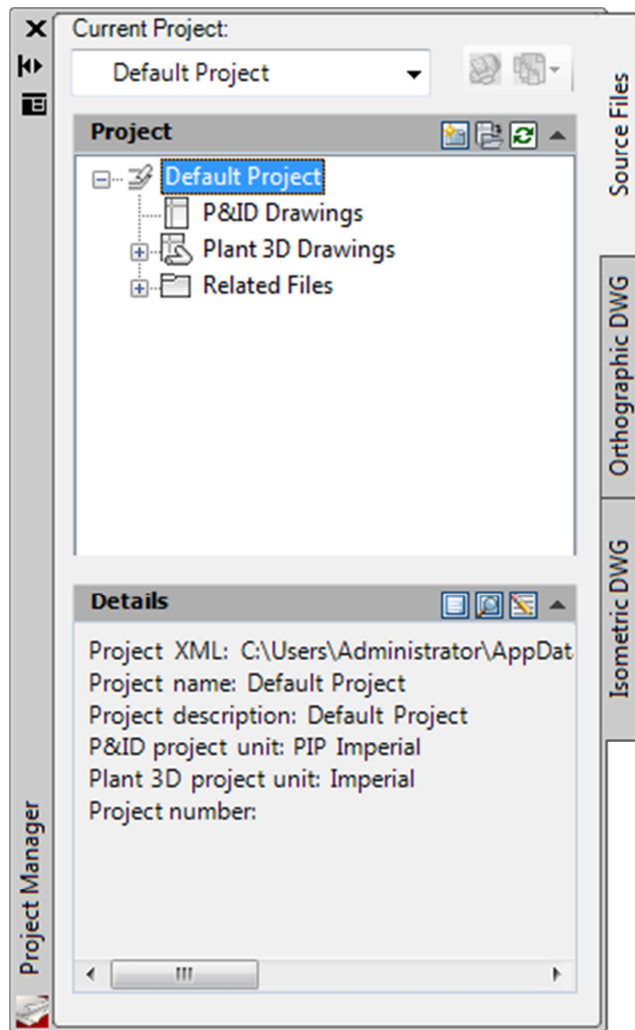 Current Project:
Default Project
Project
Default Project
P&ID Drawings
Plant 3D Drawings
Related Files
Details
Project XML: C:\Users\Administrator\AppDat
Project name: Default Project
Project description: Default Project
P&ID project unit: PIP Imperial
Plant 3D project unit: Imperial
Project number:
Source Files
Orthographic DWG
Isometric DWG
Project Manager